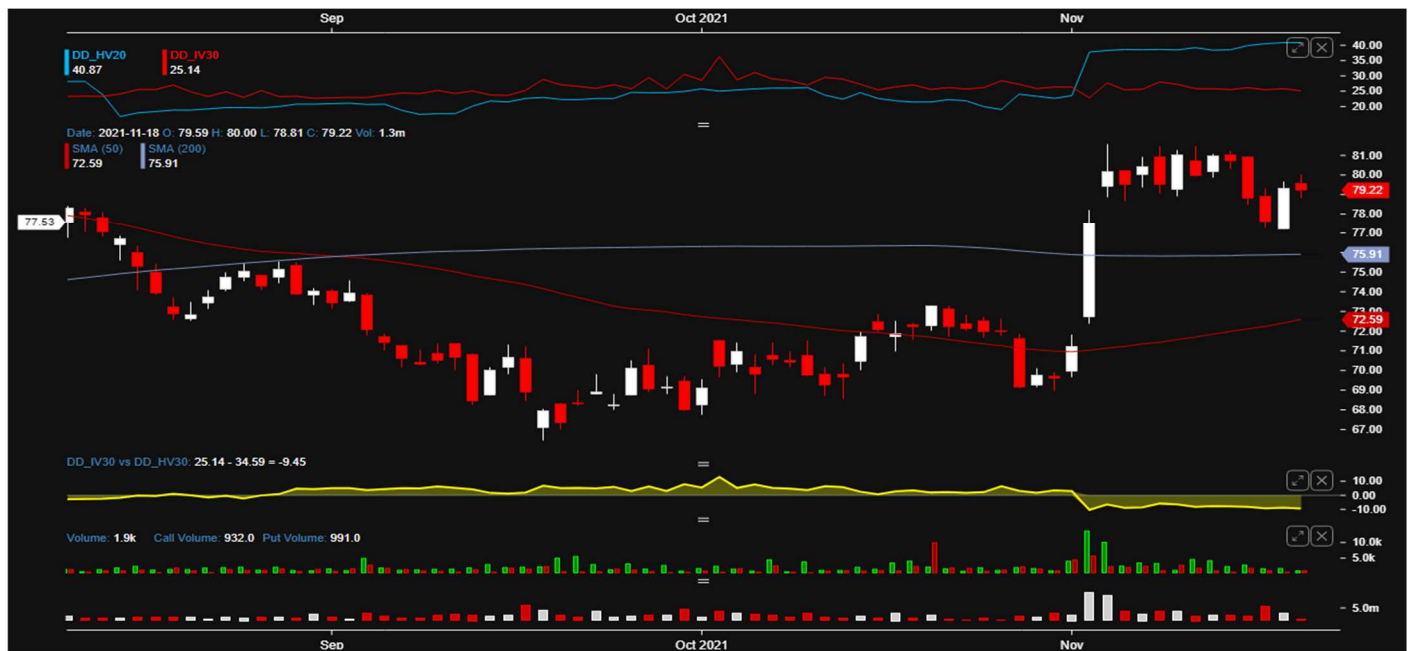 Sep Oct 2021 Nov
DD_HV20 DD_IV30
40.87 25.14
40.00
35.00
30.00
25.00
20.00
Date: 2021-11-18 O: 79.59 H: 80.00 L: 78.81 C: 79.22 Vol: 1.3m
SMA (50) SMA (200)
72.59 75.91
81.00
80.00
79.22
78.00
77.53
77.00
75.91
75.00
74.00
73.00
72.59
72.00
71.00
70.00
69.00
68.00
67.00
DD_IV30 vs DD_HV30: 25.14 - 34.59 = -9.45
10.00
0.00
-10.00
Volume: 1.9k Call Volume: 932.0 Put Volume: 991.0
10.0k
5.0k
5.0m
Sep Oct 2021 Nov